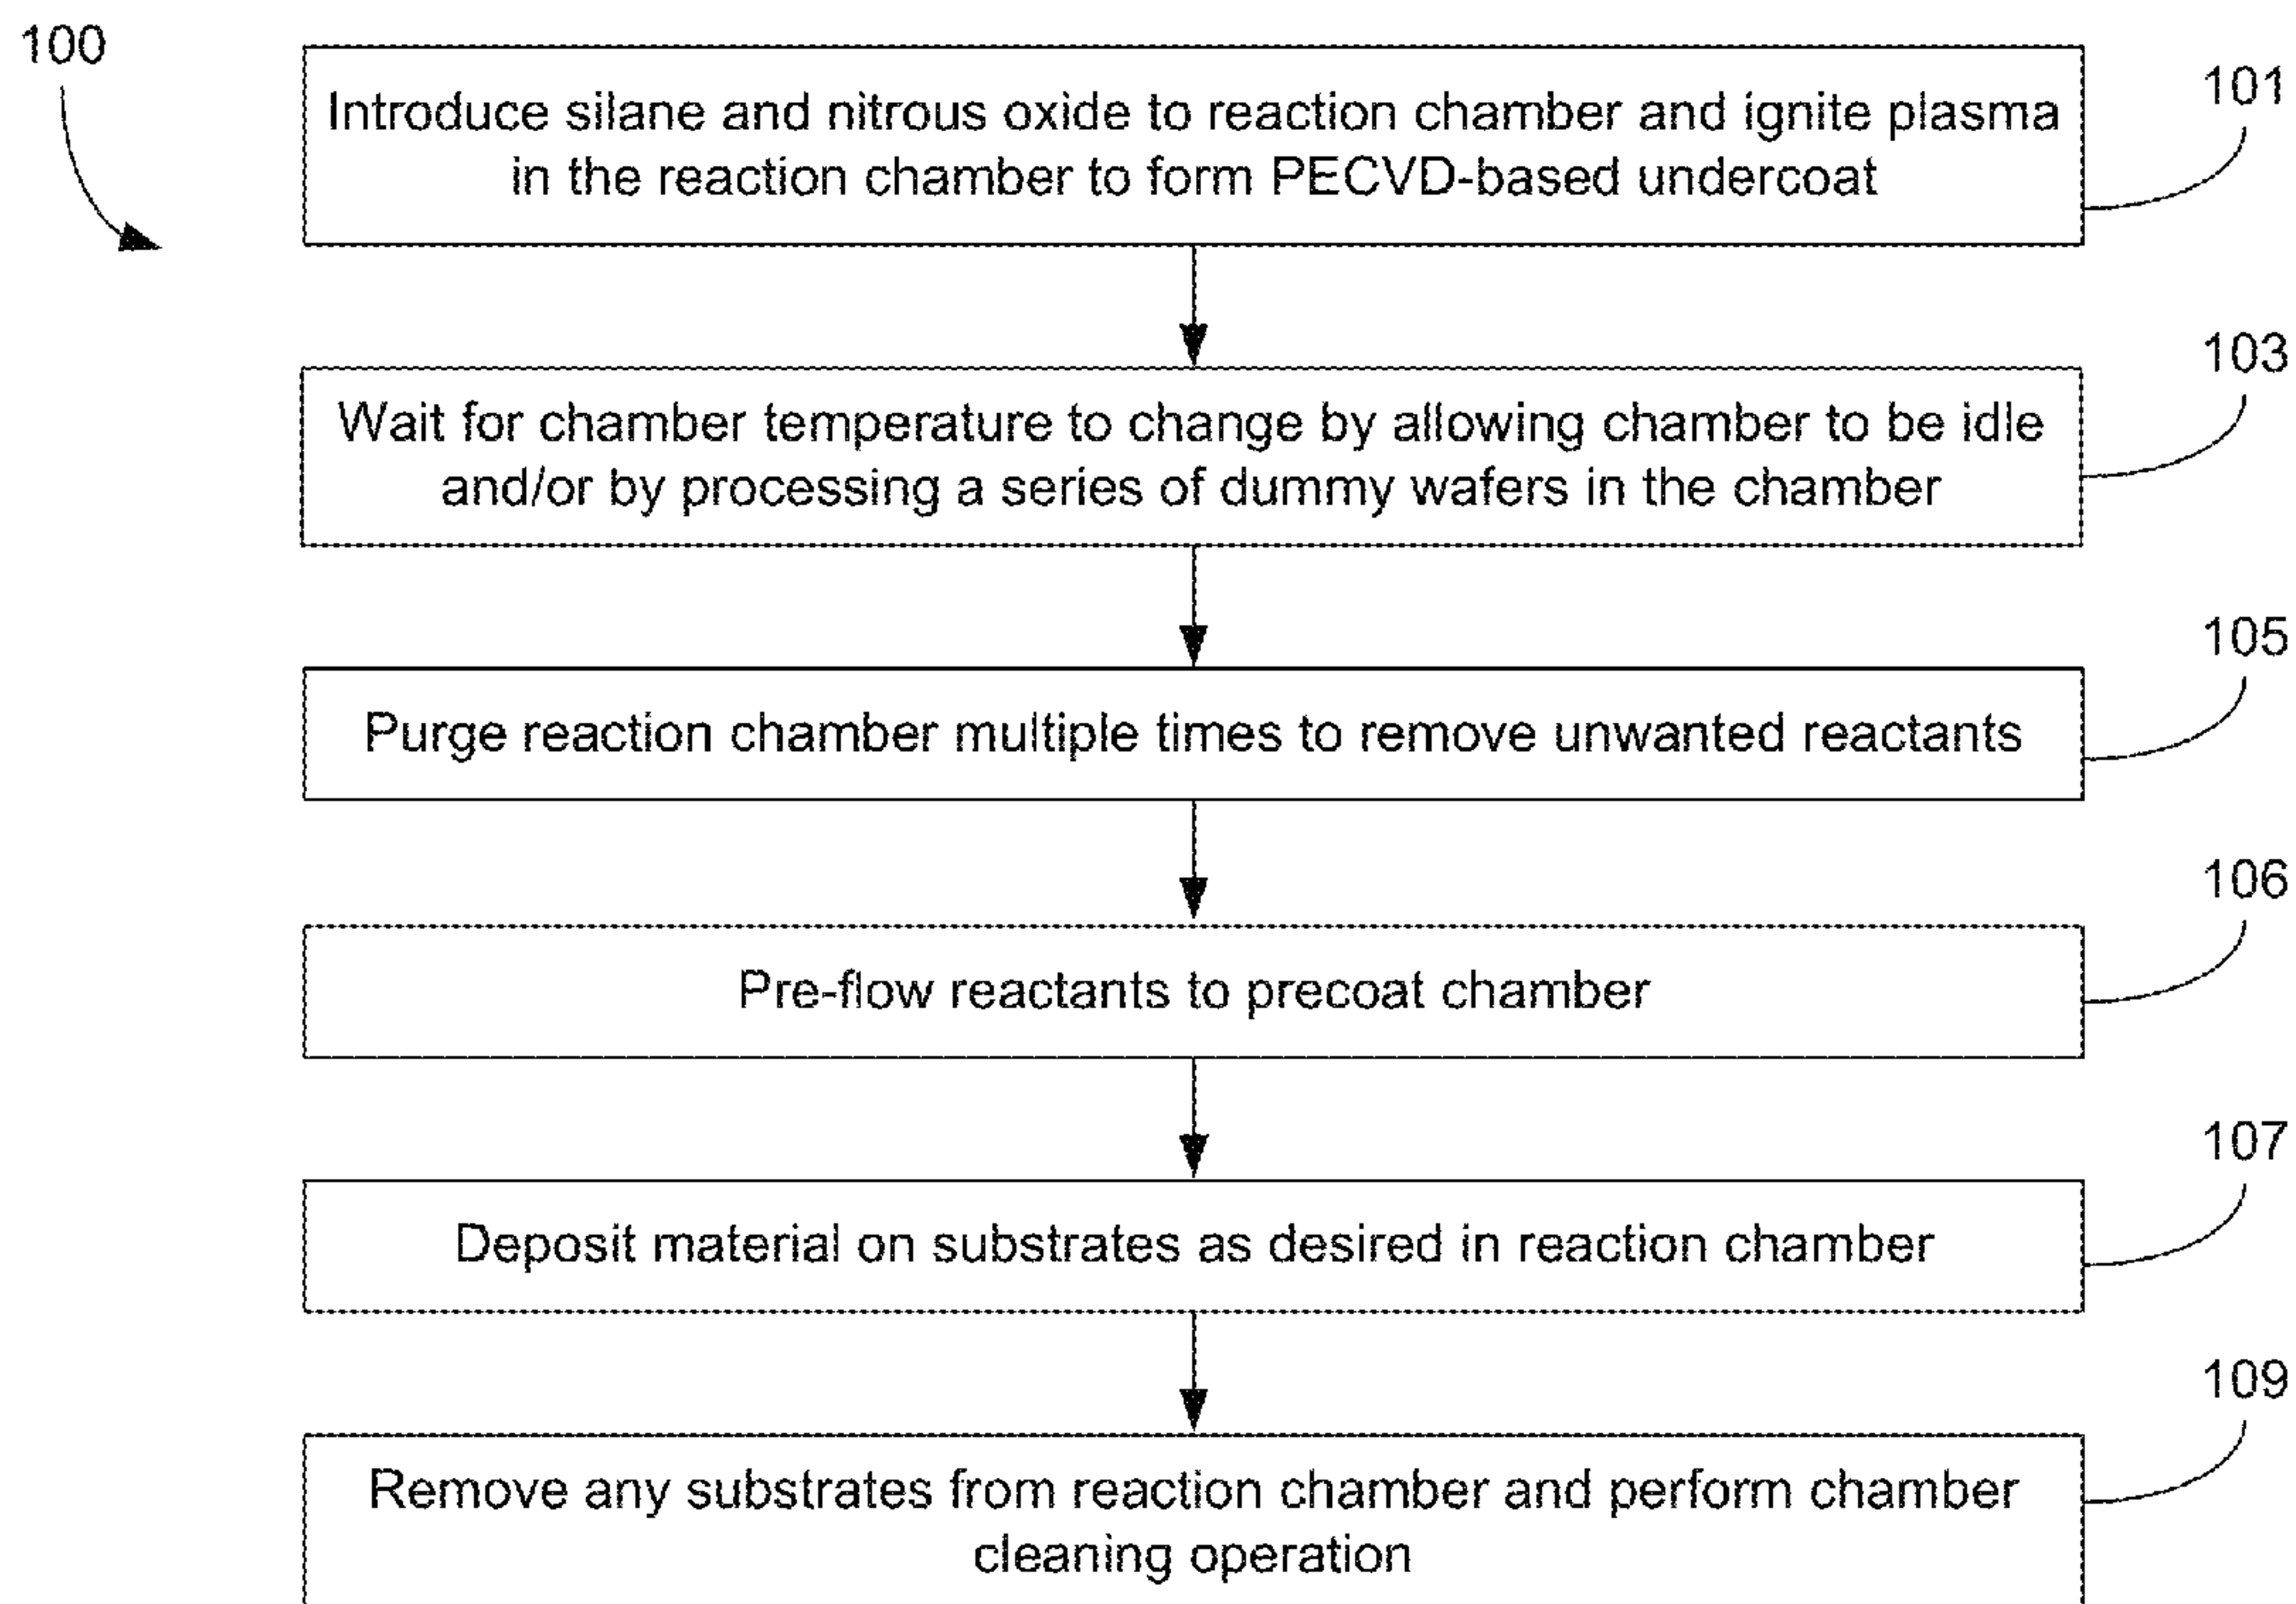 100
Introduce silane and nitrous oxide to reaction chamber and ignite plasma
in the reaction chamber to form PECVD-based undercoat
101
Wait for chamber temperature to change by allowing chamber to be idle
and/or by processing a series of dummy wafers in the chamber
103
Purge reaction chamber multiple times to remove unwanted reactants
105
Pre-flow reactants to precoat chamber
106
Deposit material on substrates as desired in reaction chamber
107
Remove any substrates from reaction chamber and perform chamber
cleaning operation
109